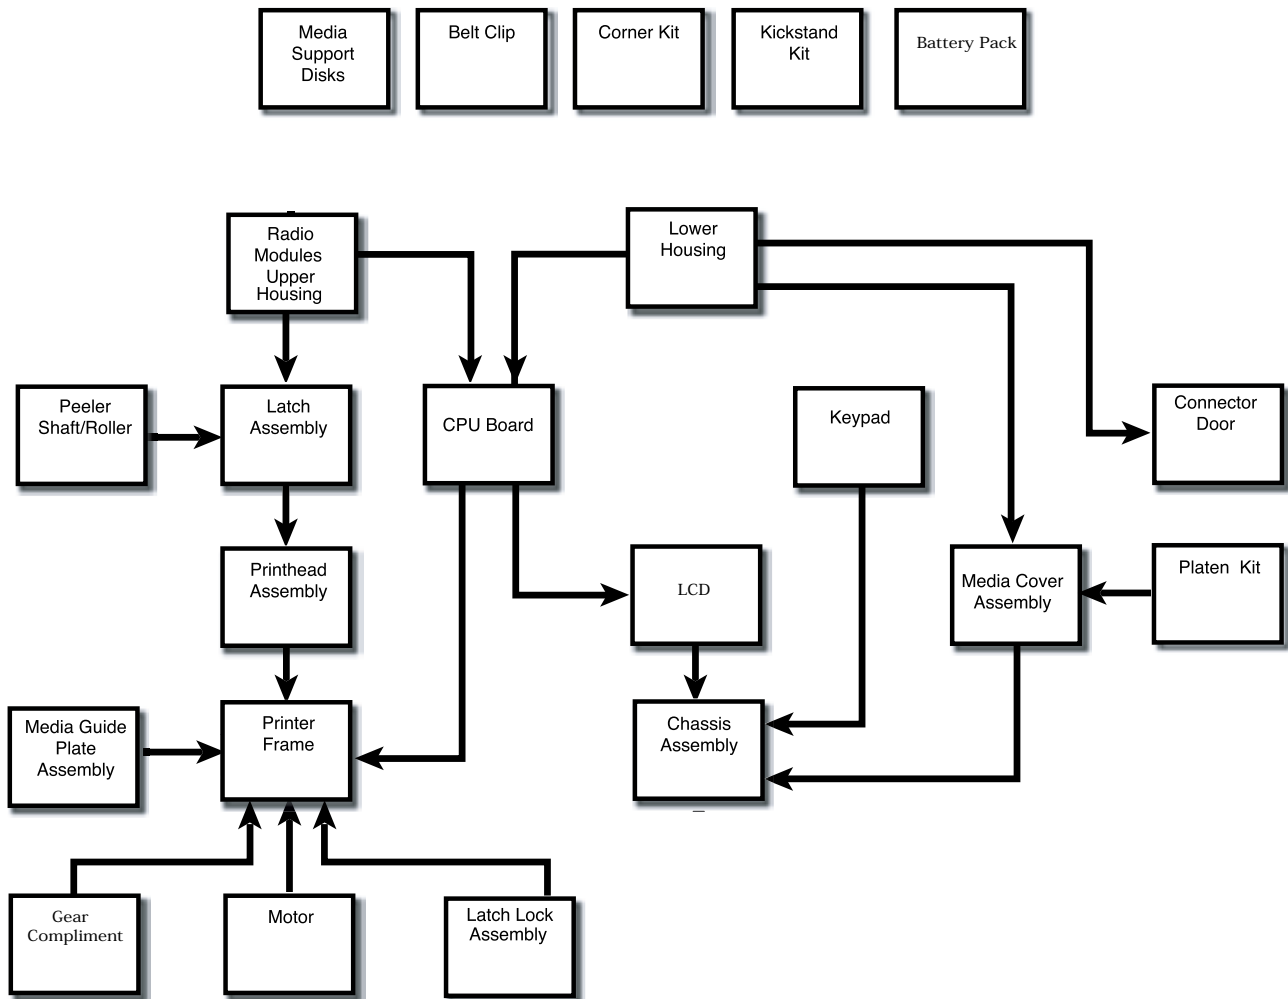 Media
Support
Disks
Belt Clip
Corner Kit
Kickstand
Kit
Battery Pack
Radio
Modules
Upper
Housing
Lower
Housing
Peeler
Shaft/Roller
Latch
Assembly
CPU Board
Keypad
Connector
Door
Printhead
Assembly
LCD
Media Cover
Assembly
Platen Kit
Media Guide
Plate
Assembly
Printer
Frame
Chassis
Assembly
Gear
Compliment
Motor
Latch Lock
Assembly